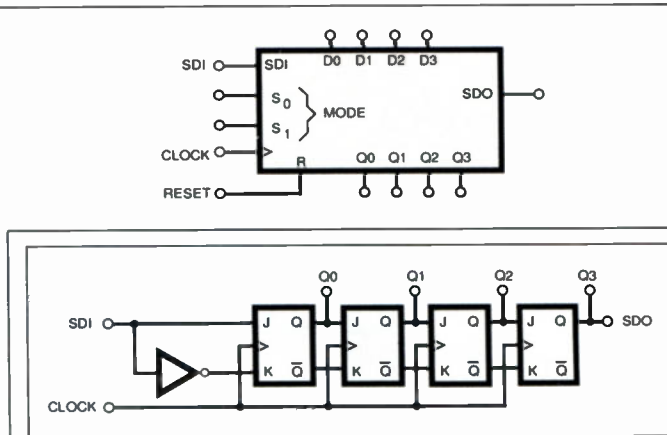 D0 D1 D2 D3
SDI SDI SDO
S0
MODE
S1
CLOCK
R Q0 Q1 Q2 Q3
RESET
Q0 Q1 Q2 Q3
SDI J Q J Q J Q J Q SDO
K Q̅ K Q̅ K Q̅ K Q̅
CLOCK